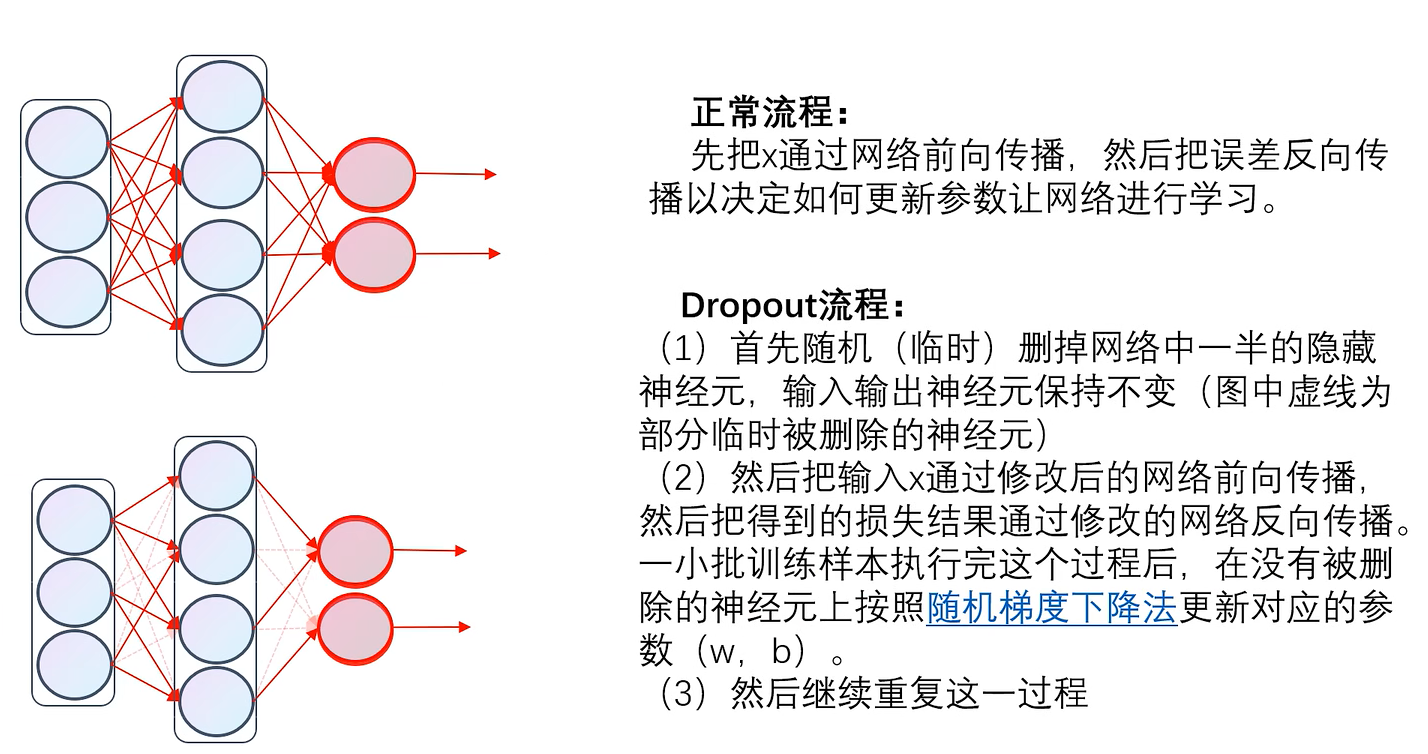 正常流程：
先把x通过网络前向传播，然后把误差反向传
播以决定如何更新参数让网络进行学习。
Dropout流程：
（1）首先随机（临时）删掉网络中一半的隐藏
神经元，输入输出神经元保持不变（图中虚线为
部分临时被删除的神经元）
（2）然后把输入x通过修改后的网络前向传播，
然后把得到的损失结果通过修改的网络反向传播。
一小批训练样本执行完这个过程后，在没有被删
除的神经元上按照随机梯度下降法更新对应的参
数（w，b）。
（3）然后继续重复这一过程